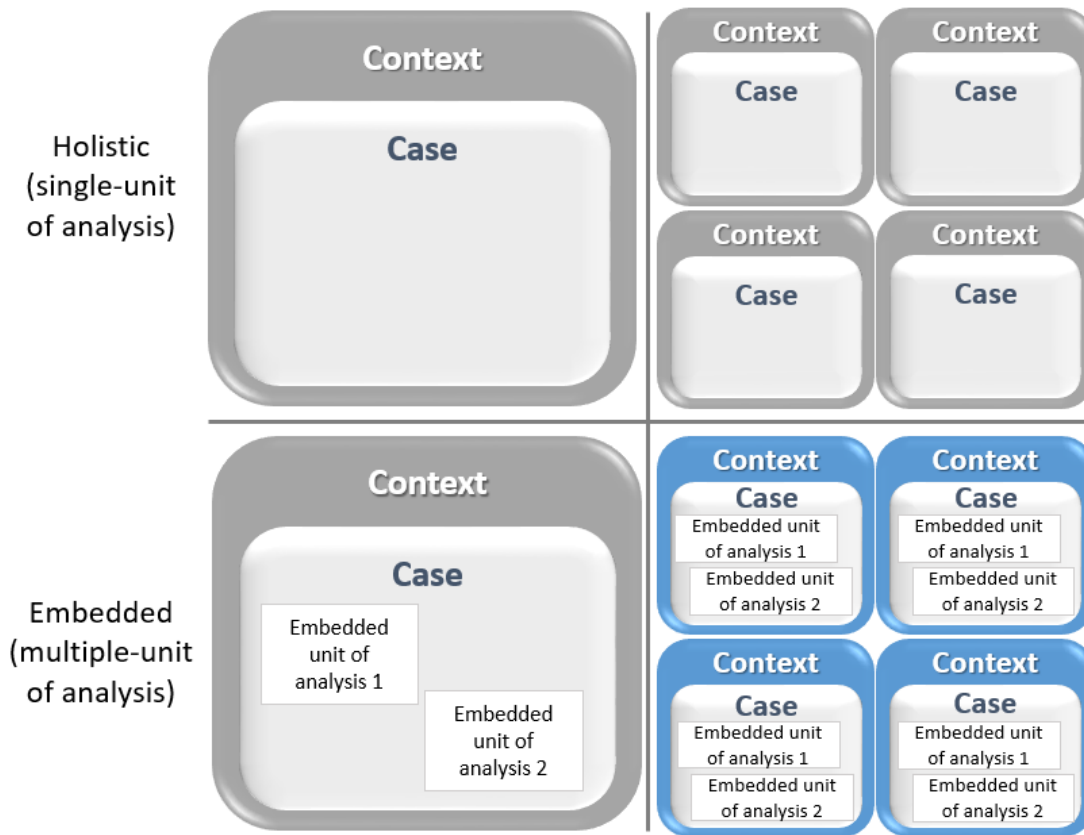 Holistic
(single-unit
of analysis)
Context
Case
Context
Case
Context
Case
Context
Case
Context
Case
Embedded
(multiple-unit
of analysis)
Context
Case
Embedded
unit of
analysis 1
Embedded
unit of
analysis 2
Context
Case
Embedded unit
of analysis 1
Embedded unit
of analysis 2
Context
Case
Embedded unit
of analysis 1
Embedded unit
of analysis 2
Context
Case
Embedded unit
of analysis 1
Embedded unit
of analysis 2
Context
Case
Embedded unit
of analysis 1
Embedded unit
of analysis 2